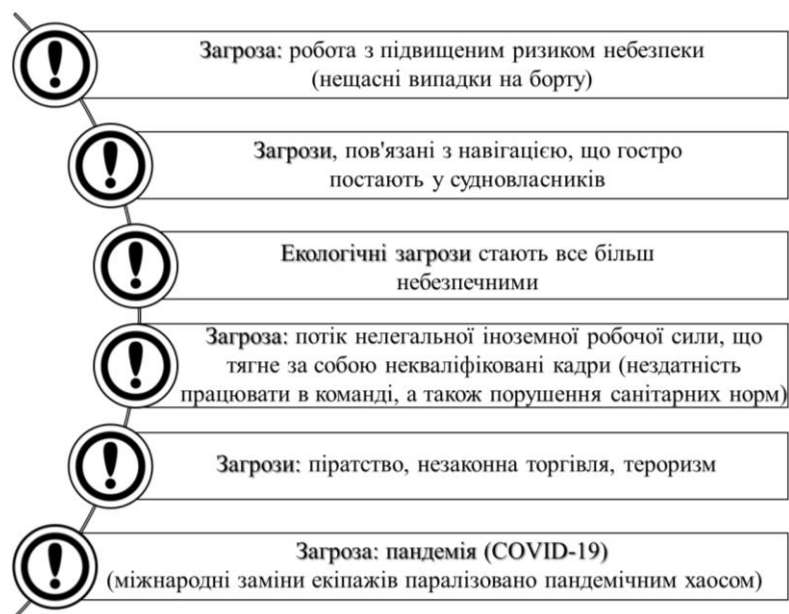 Загроза: робота з підвищеним ризиком небезпеки
(нещасні випадки на борту)
Загрози, пов'язані з навігацією, що гостро
постають у судновласників
Екологічні загрози стають все більш
небезпечними
Загроза: потік нелегальної іноземної робочої сили, що
тягне за собою некваліфіковані кадри (нездатність
працювати в команді, а також порушення санітарних норм)
Загрози: піратство, незаконна торгівля, тероризм
Загроза: пандемія (COVID-19)
(міжнародні заміни екіпажів паралізовано пандемічним хаосом)